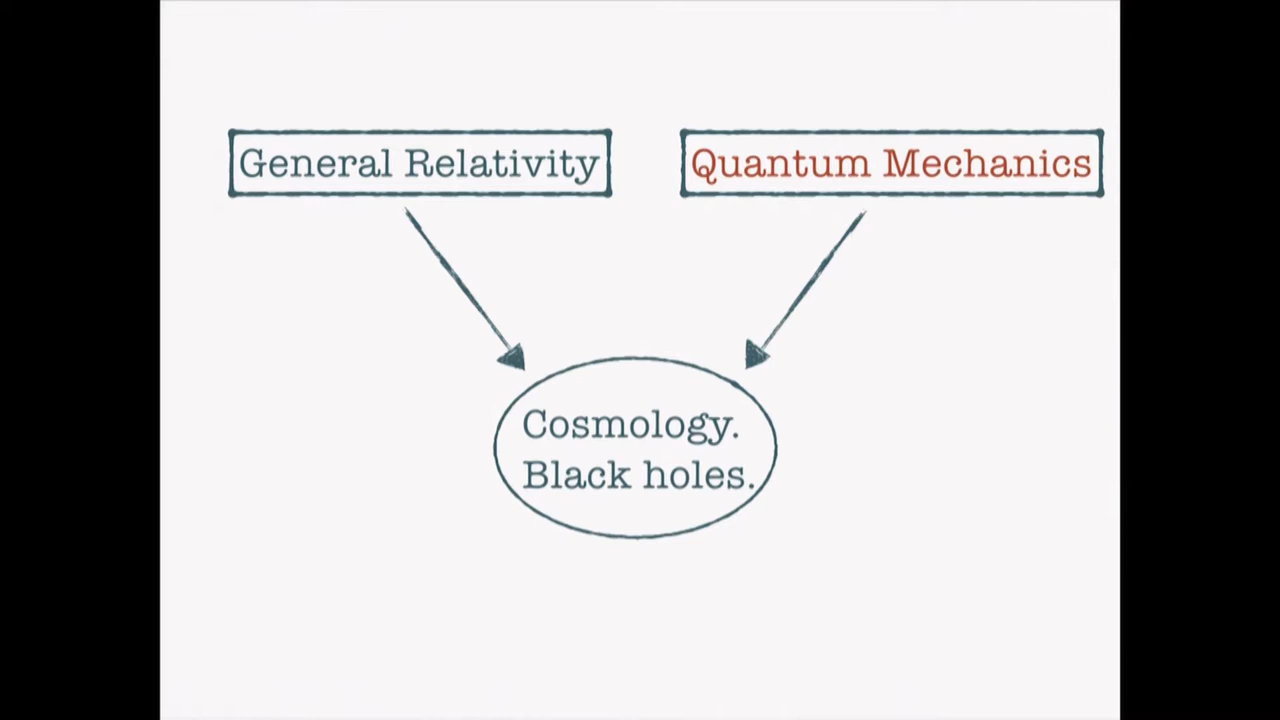 General Relativity
Quantum Mechanics
Cosmology.
Black holes.